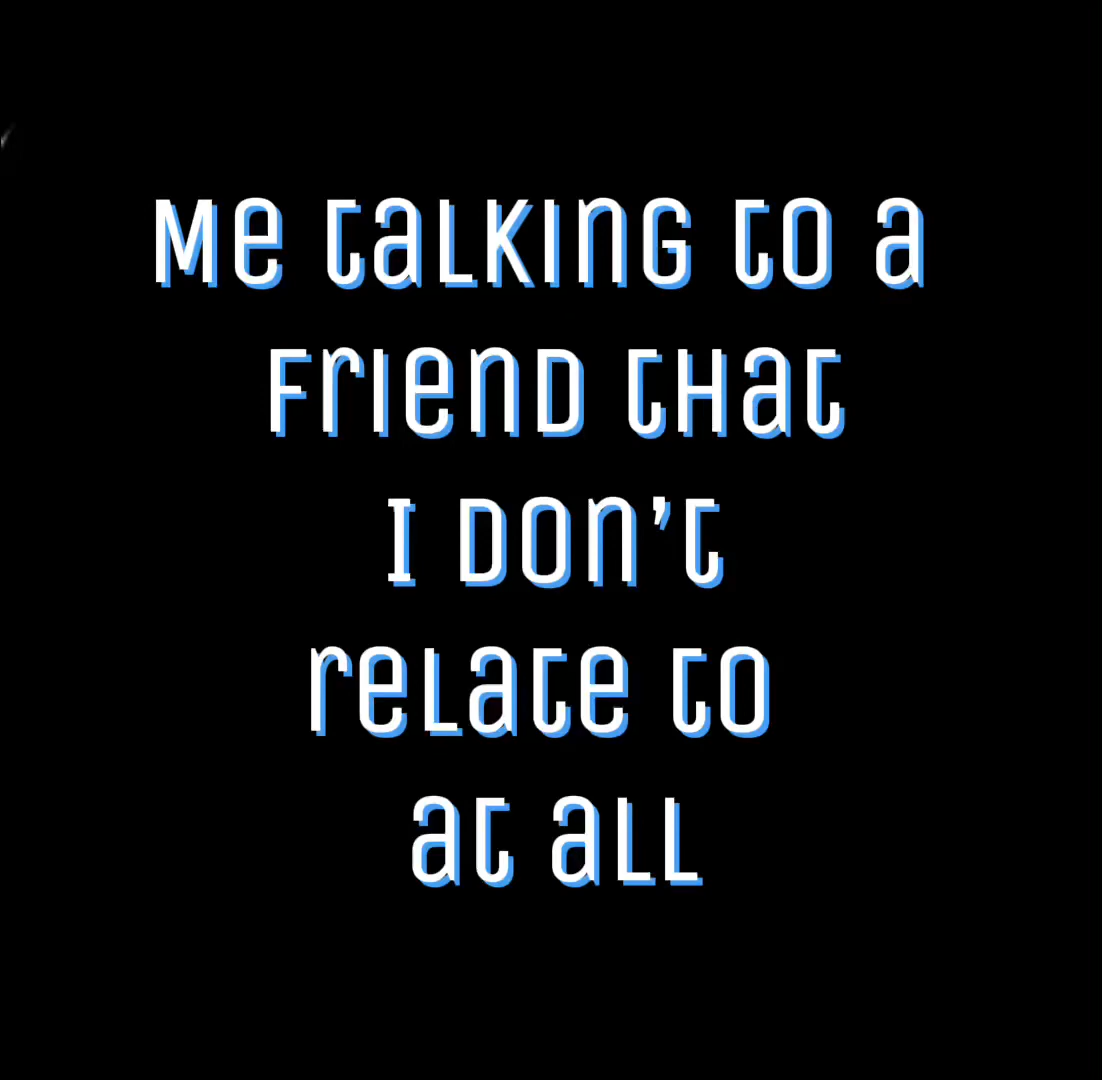 Me talking to a
friend that
I don't
relate to
at all